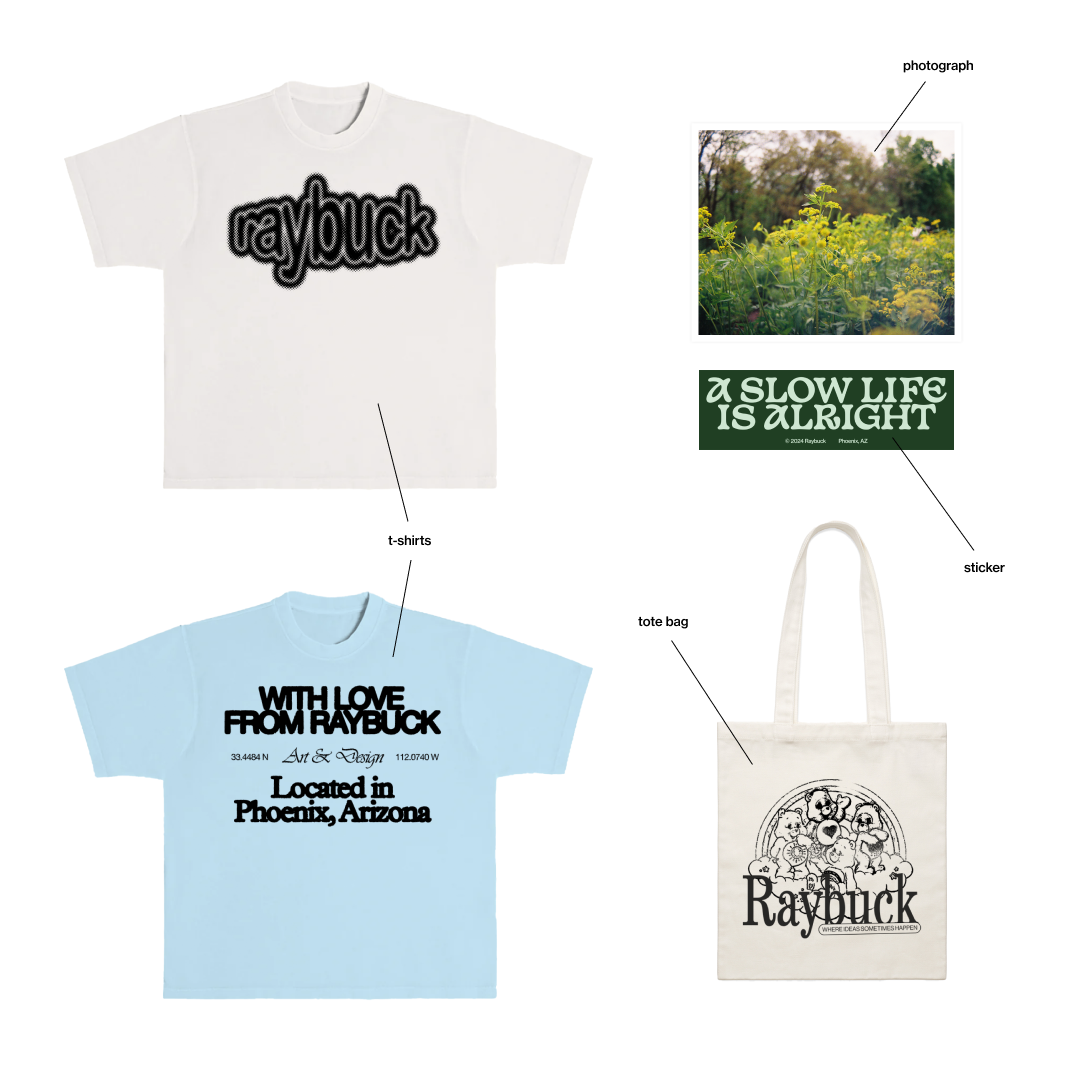 photograph
raybuck
A SLOW LIFE
IS ALRIGHT
© 2024 Raybuck Phoenix, AZ
t-shirts
sticker
tote bag
WITH LOVE
FROM RAYBUCK
33.4484 N Art & Design 112.0740 W
Located in
Phoenix, Arizona
Raybuck
WHERE IDEAS SOMETIMES HAPPEN